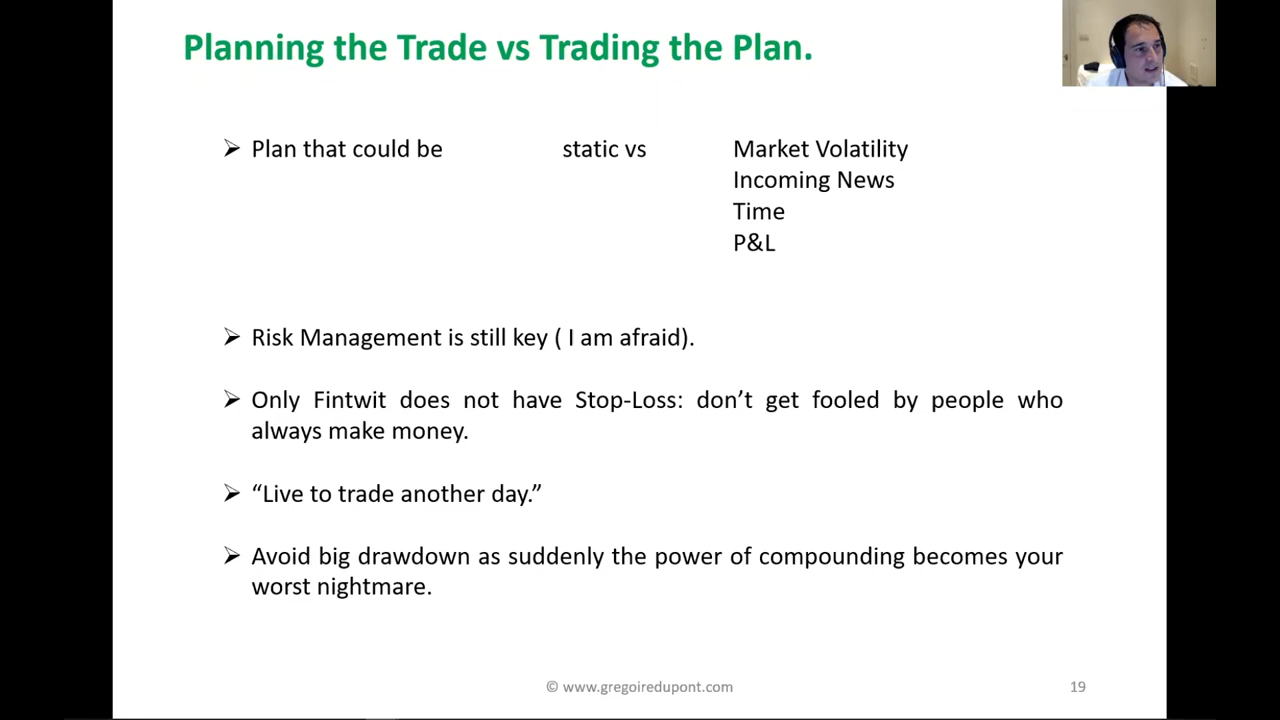 Planning the Trade vs Trading the Plan.
➢ Plan that could be static vs Market Volatility
Incoming News
Time
P&L
➢ Risk Management is still key ( I am afraid).
➢ Only Fintwit does not have Stop-Loss: don’t get fooled by people who
always make money.
➢ “Live to trade another day.”
➢ Avoid big drawdown as suddenly the power of compounding becomes your
worst nightmare.
© www.gregoiredupont.com 19